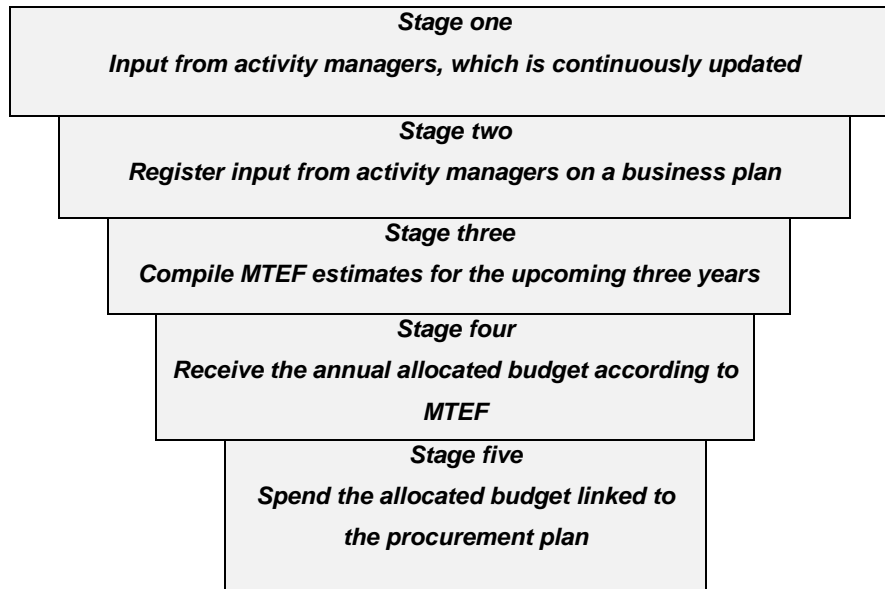 Stage one
Input from activity managers, which is continuously updated
Stage two
Register input from activity managers on a business plan
Stage three
Compile MTEF estimates for the upcoming three years
Stage four
Receive the annual allocated budget according to
MTEF
Stage five
Spend the allocated budget linked to
the procurement plan